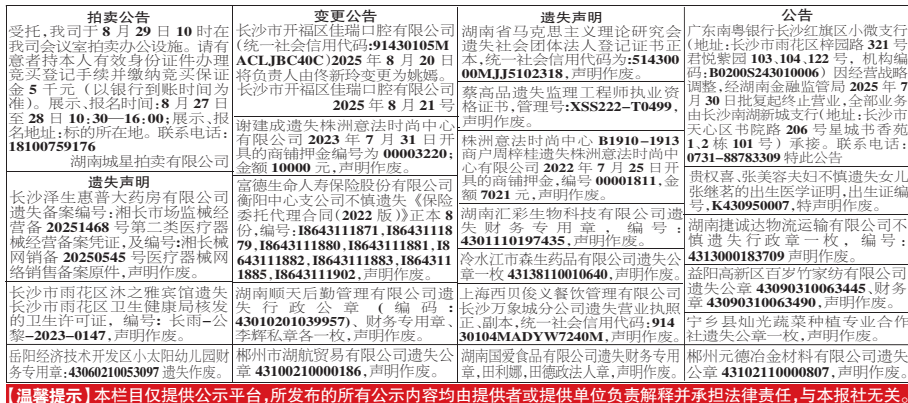 拍卖公告
受托,我司于8月29日10时在
我司会议室拍卖办公设施。请有
意者持本人有效身份证件办理
竞买登记手续并缴纳竞买保证
金5千元(以银行到账时间为
准)。展示、报名时间:8月27日
至28日10:30—16:00;展示、报
名地址:标的所在地。联系电话:
18100759176
湖南城星拍卖有限公司
遗失声明
长沙泽生惠普大药房有限公司
遗失备案编号:湘长市场监械经
营备20251468号第二类医疗器
械经营备案凭证,及编号:湘长械
网销备20250545号医疗器械网
络销售备案原件,声明作废。
长沙市雨花区沐之雅宾馆遗失
长沙市雨花区卫生健康局核发
的卫生许可证，编号：长雨-公
黎-2023-0147,声明作废。
岳阳经济技术开发区小太阳幼儿园财
务专用章:43060210053097遗失作废。
变更公告
长沙市开福区佳瑞口腔有限公司
(统一社会信用代码:91430105M
ACLJBC40C)2025年8月20日
将负责人由佟新玲变更为姚嫣。
长沙市开福区佳瑞口腔有限公司
2025年8月21号
谢建成遗失株洲意法时尚中心
有限公司2023年7月31日开
具的商铺押金编号为00003220;
金额10000元,声明作废。
富德生命人寿保险股份有限公司
衡阳中心支公司不慎遗失《保险
委托代理合同(2022版)》正本8
份,编号:I8643111871,I86431118
79,I8643111880,I8643111881,I8
643111882,I8643111883,I864311
1885,I8643111902,声明作废。
湖南顺天后勤管理有限公司遗
失行政公章(编码：
43010201039957)、财务专用章、
李辉私章各一枚,声明作废。
郴州市湖航贸易有限公司遗失公
章43100210000186,声明作废。
遗失声明
湖南省马克思主义理论研究会
遗失社会团体法人登记证书正
本,统一社会信用代码为:514300
00MJJ5102318,声明作废。
蔡高品遗失监理工程师执业资
格证书,管理号:XSS222-T0499,
声明作废。
株洲意法时尚中心B1910-1913
商户周梓桂遗失株洲意法时尚中
心有限公司2022年7月25日开
具的商铺押金,编号00001811,金
额7021元,声明作废。
湖南汇彩生物科技有限公司遗
失财务专用章，编号：
4301110197435,声明作废。
冷水江市森生药品有限公司遗失公
章一枚43138110010640,声明作废。
上海西贝俊义餐饮管理有限公司
长沙万象城分公司遗失营业执照
正、副本,统一社会信用代码:914
30104MADYW7240M,声明作废。
湖南国爱食品有限公司遗失财务专用
章,田利娜,田德政法人章,声明作废。
公告
广东南粤银行长沙红旗区小微支行
(地址:长沙市雨花区梓园路321号
君悦紫园103、104、122号，机构编
码:B0200S243010006)因经营战略
调整,经湖南金融监管局2025年7
月30日批复起终止营业,全部业务
由长沙南湖新城支行(地址:长沙市
天心区书院路206号星城书香苑
1、2栋101号)承接。联系电话:
0731-88783309特此公告
贵权喜、张美容夫妇不慎遗失女儿
张继茗的出生医学证明,出生证编
号,K430950007,特声明作废。
湖南捷诚达物流运输有限公司不
慎遗失行政章一枚，编号：
4313000183709声明作废。
益阳高新区百岁竹家纺有限公司
遗失公章43090310063445、财务
章43090310063490,声明作废。
宁乡县灿光蔬菜种植专业合作
社遗失公章一枚,声明作废。
郴州元德冶金材料有限公司遗失
公章43102110000807,声明作废。
【温馨提示】本栏目仅提供公示平台,所发布的所有公示内容均由提供者或提供单位负责解释并承担法律责任,与本报社无关。